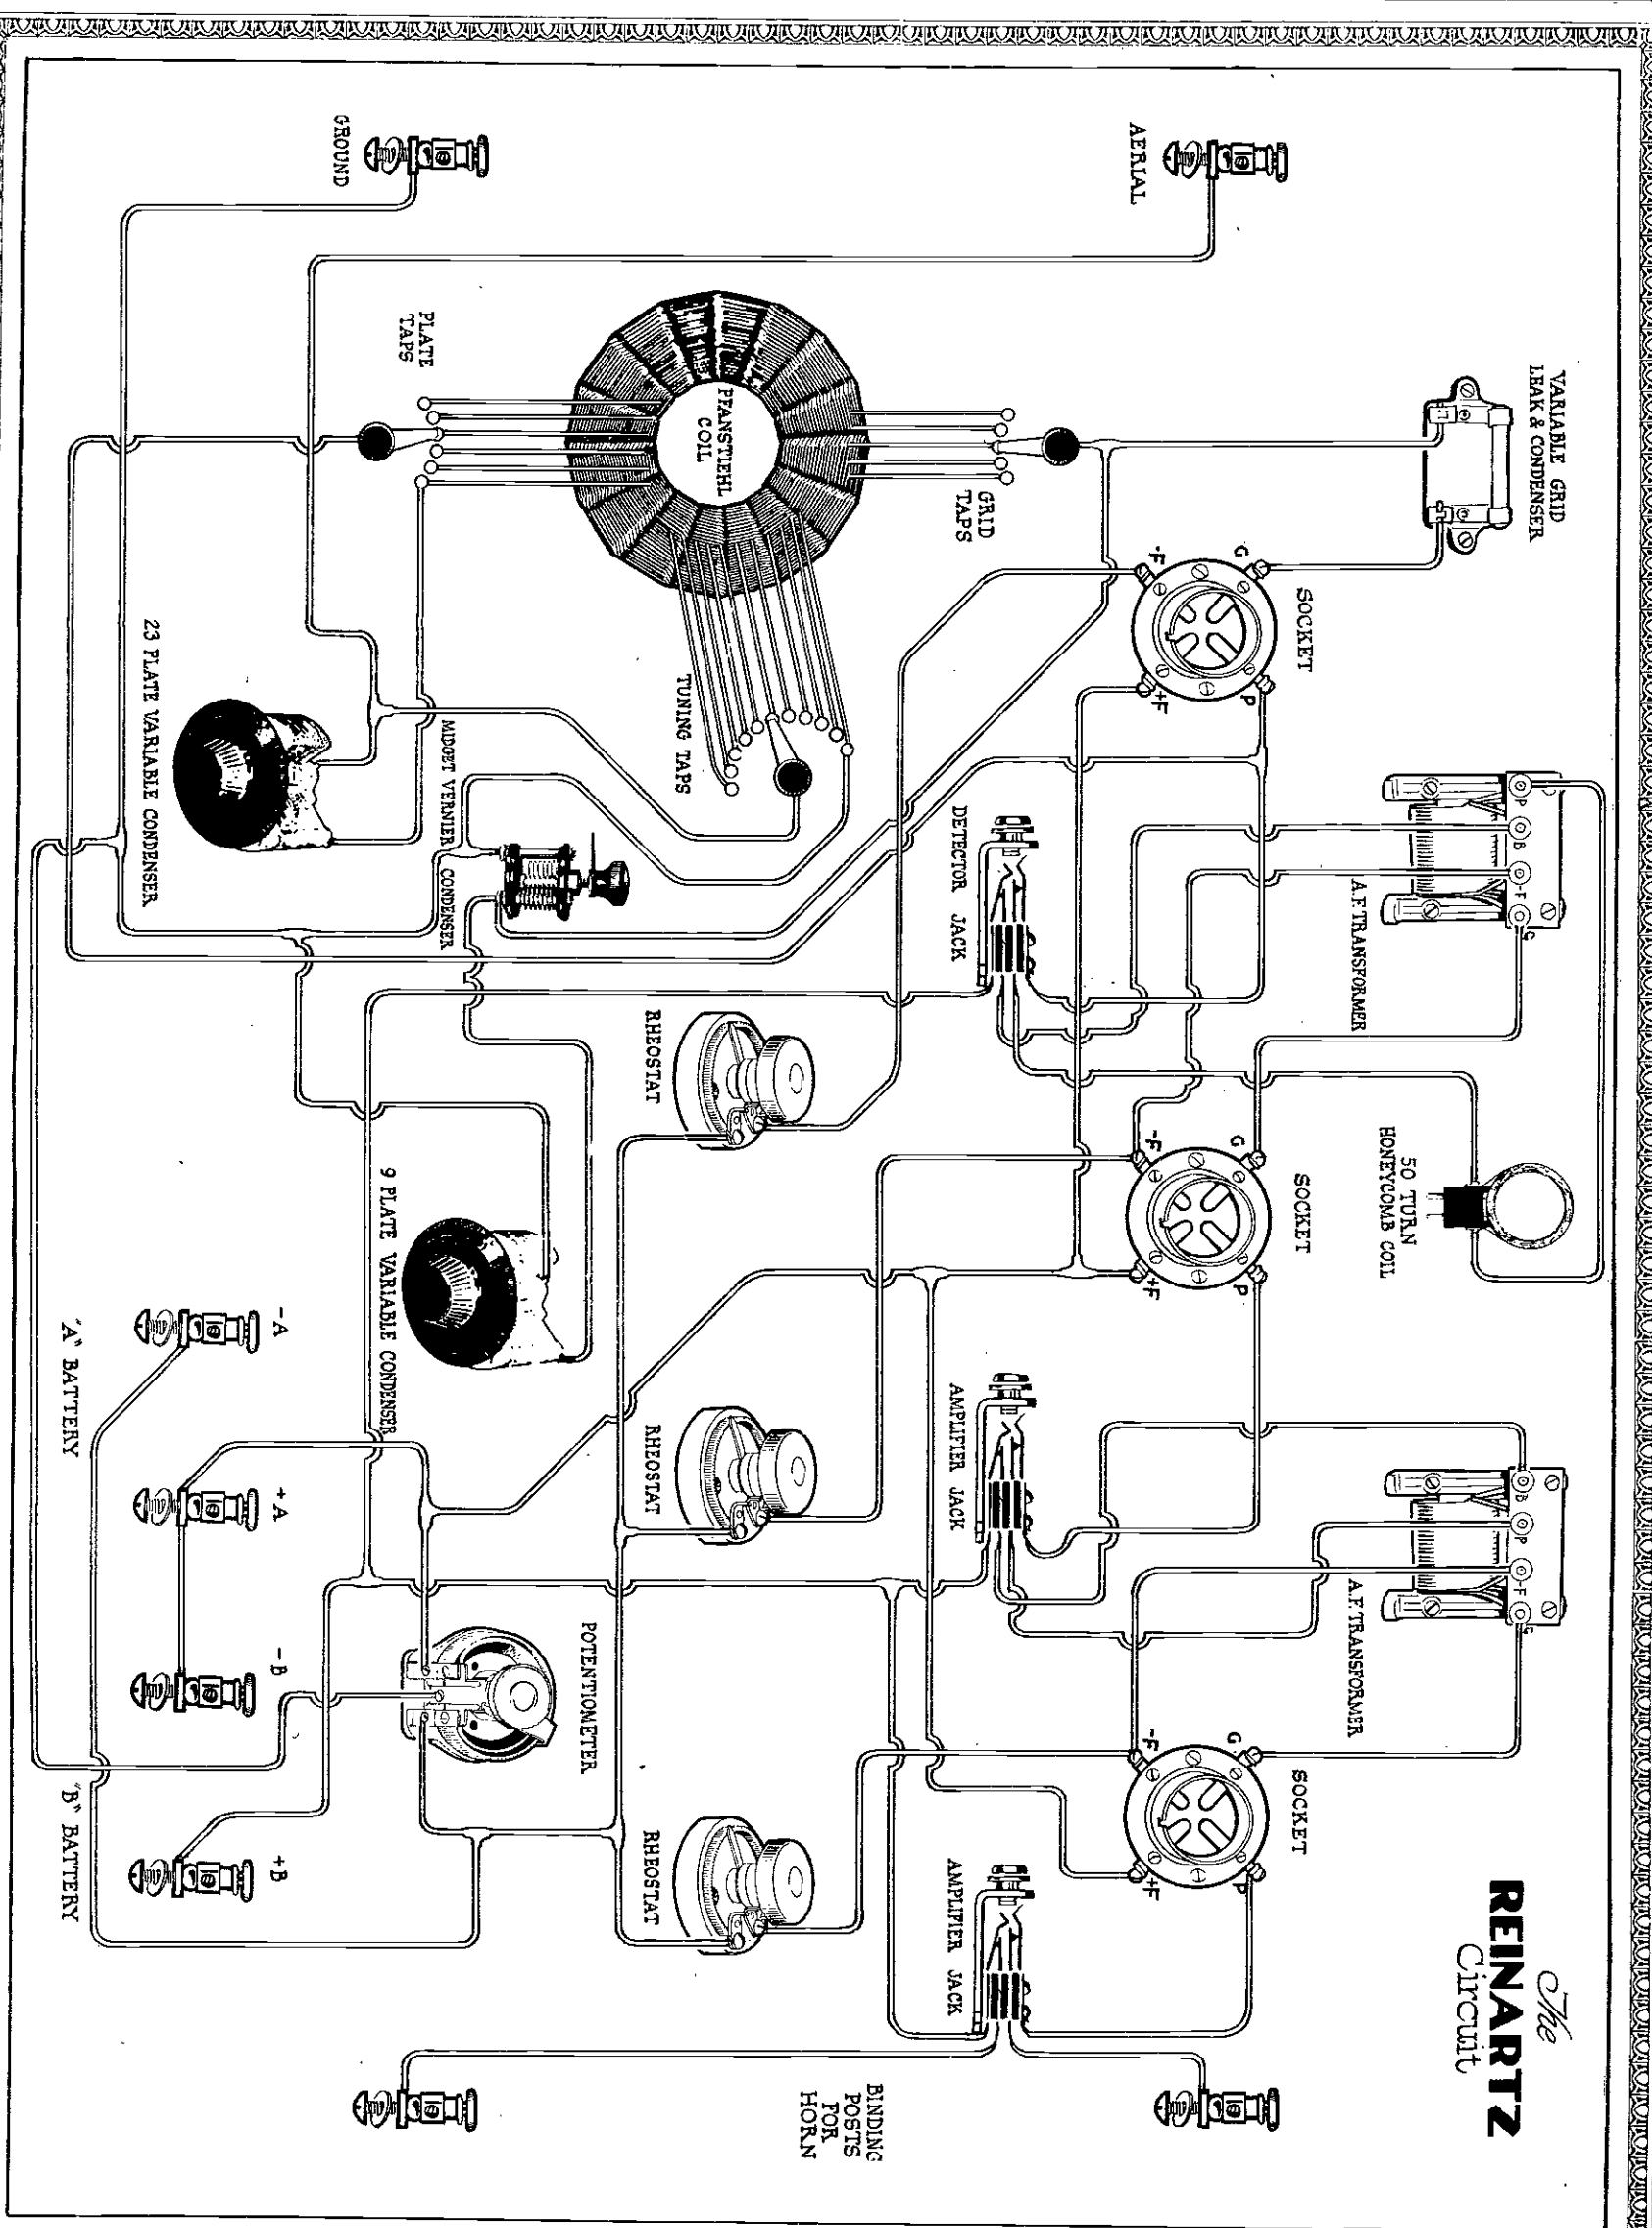 The
REINARTZ
Circuit
AERIAL
GROUND
VARIABLE GRID
LEAK & CONDENSER
PLATE
TAPS
PFANSTIEHL
COIL
GRID
TAPS
TUNING TAPS
23 PLATE VARIABLE CONDENSER
MIDGET VERNIER CONDENSER
SOCKET
G
-F
P
+F
DETECTOR JACK
P
B
-F
G
A.F. TRANSFORMER
RHEOSTAT
50 TURN
HONEYCOMB COIL
SOCKET
G
-F
P
+F
9 PLATE VARIABLE CONDENSER
RHEOSTAT
AMPLIFIER JACK
B
P
-F
G
A.F. TRANSFORMER
-A
+A
"A" BATTERY
-B
+B
"B" BATTERY
POTENTIOMETER
RHEOSTAT
SOCKET
G
-F
P
+F
AMPLIFIER JACK
BINDING
POSTS
FOR
HORN